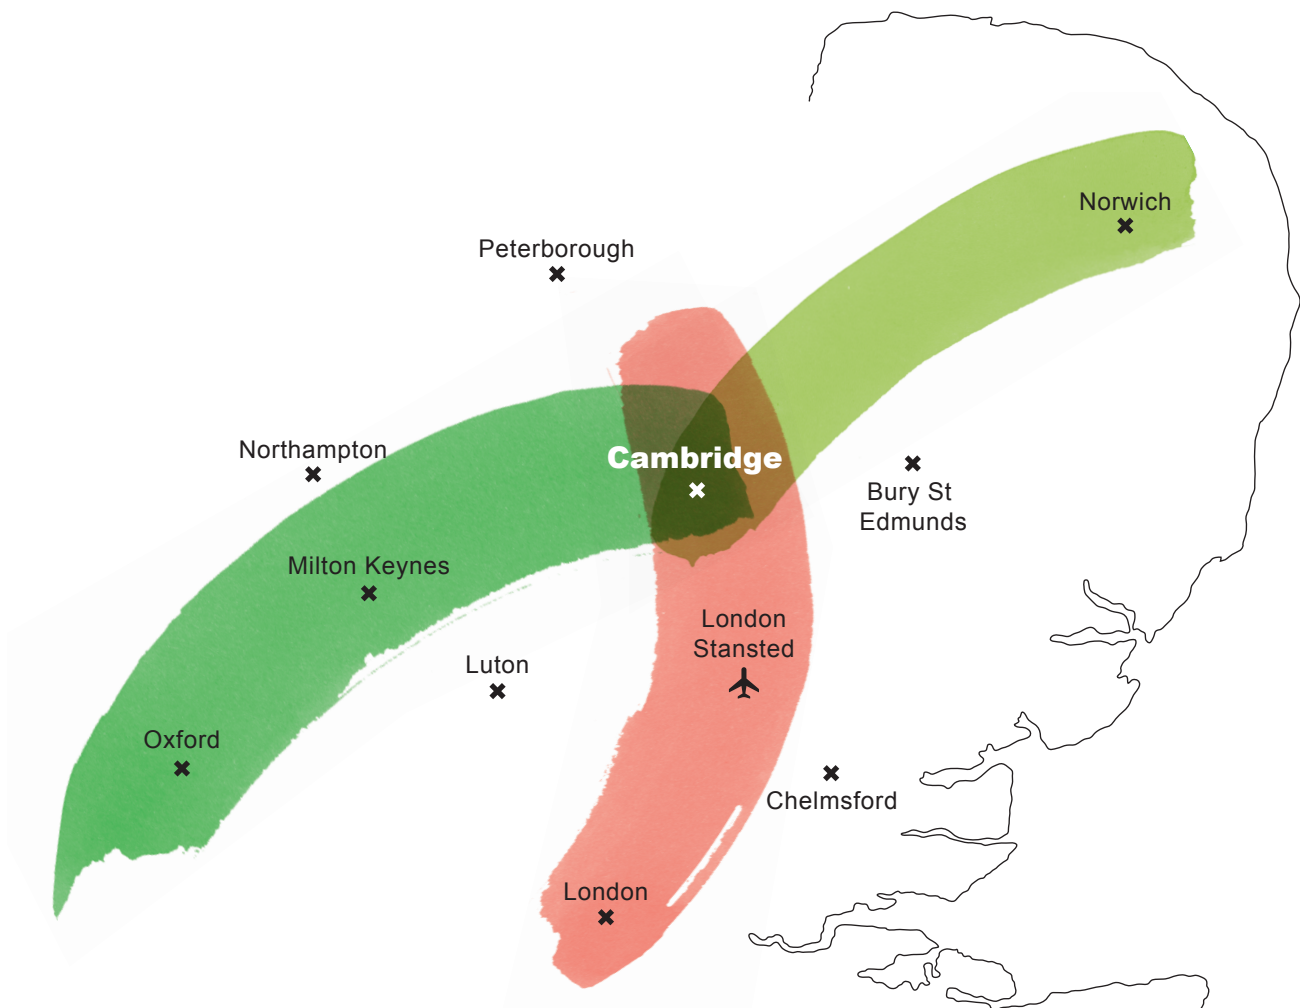 Norwich
Peterborough
Northampton
Cambridge
Bury St
Edmunds
Milton Keynes
London
Stansted
Luton
Oxford
Chelmsford
London